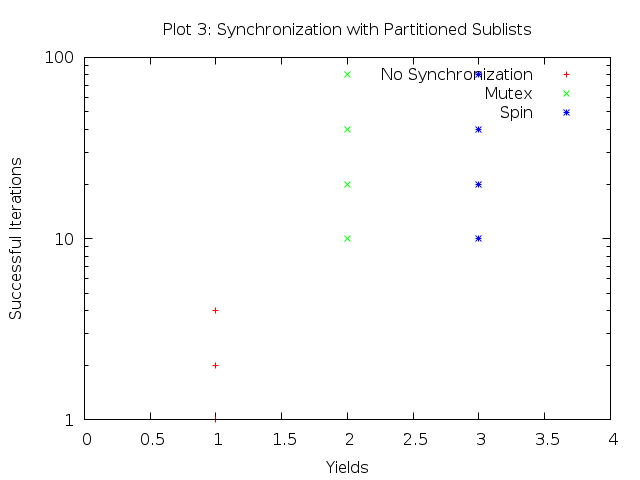 Plot 3: Synchronization with Partitioned Sublists
100
No Synchronization
Mutex
Spin
Successful Iterations
10
1
0 0.5 1 1.5 2 2.5 3 3.5 4
Yields